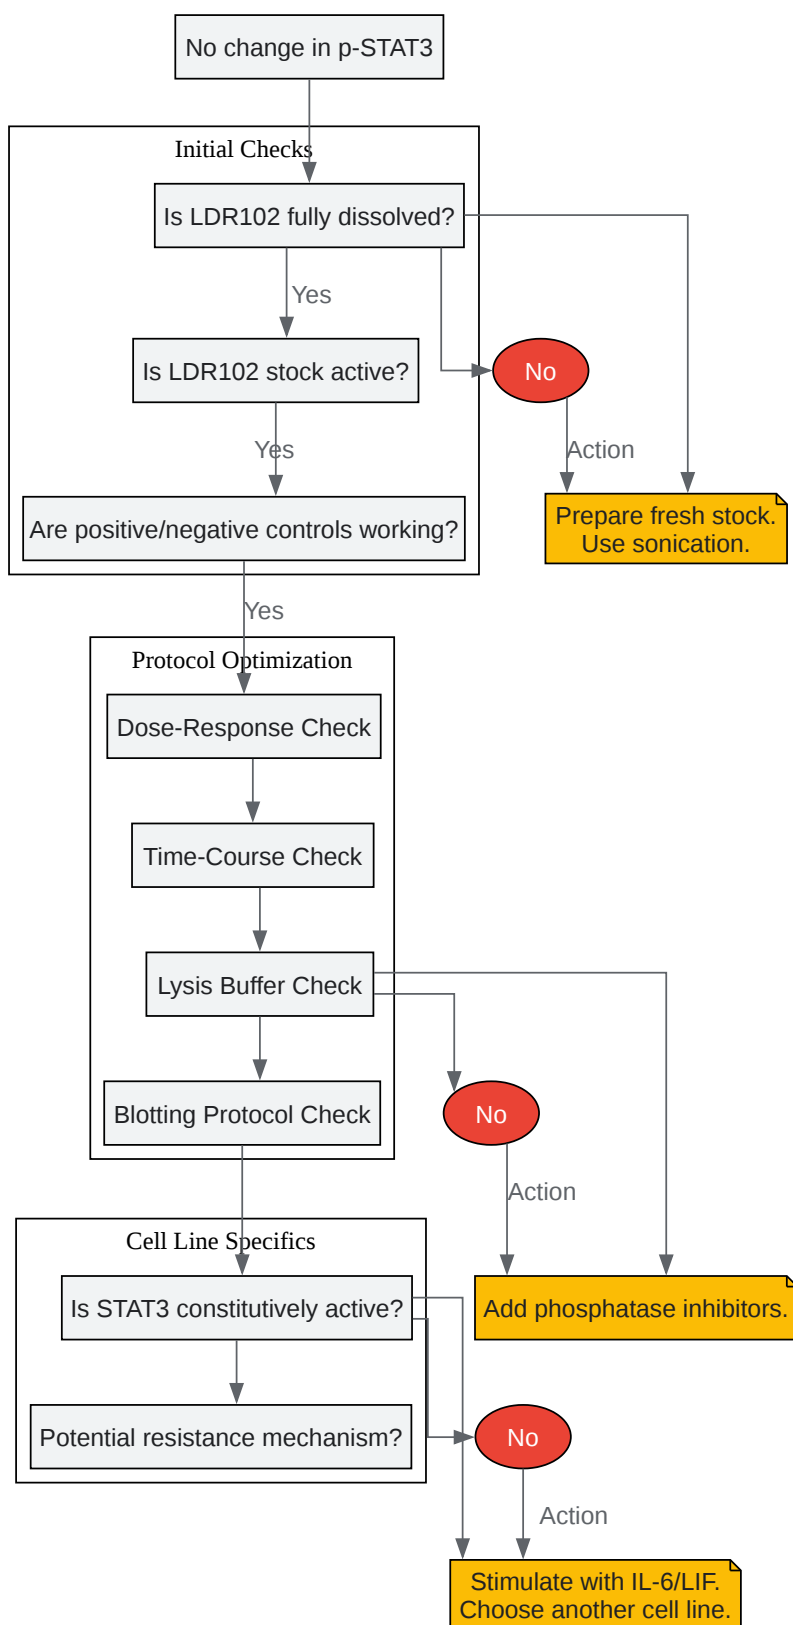 No change in p-STAT3
Initial Checks
Is LDR102 fully dissolved?
Yes
Is LDR102 stock active?
No
Yes
Action
Are positive/negative controls working?
Prepare fresh stock.
Use sonication.
Yes
Protocol Optimization
Dose-Response Check
Time-Course Check
Lysis Buffer Check
Blotting Protocol Check
No
Action
Cell Line Specifics
Is STAT3 constitutively active?
Add phosphatase inhibitors.
Potential resistance mechanism?
No
Action
Stimulate with IL-6/LIF.
Choose another cell line.